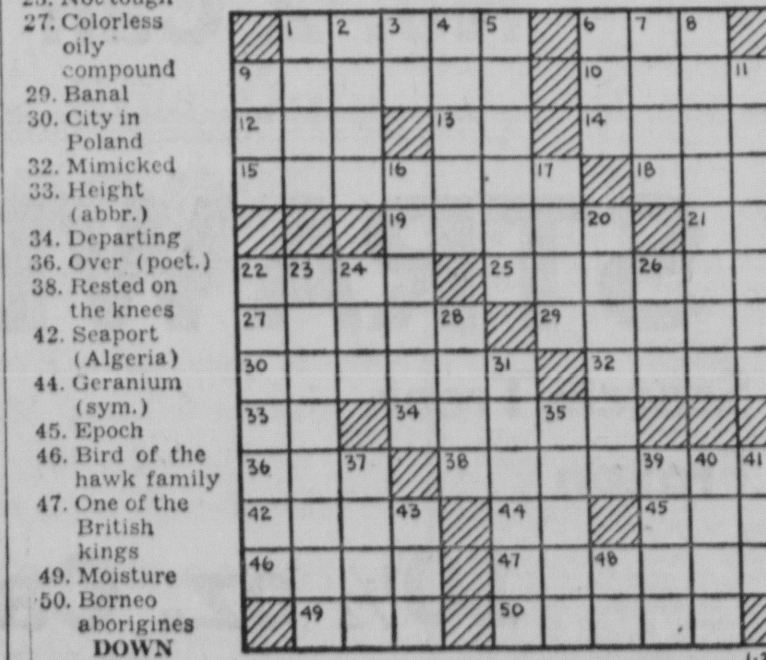 25. Not tough
27. Colorless
oily
compound
29. Banal
30. City in
Poland
32. Mimicked
33. Height
(abbr.)
34. Departing
36. Over (poet.)
38. Rested on
the knees
42. Seaport
(Algeria)
44. Geranium
(sym.)
45. Epoch
46. Bird of the
hawk family
47. One of the
British
kings
49. Moisture
50. Borneo
aborigines
DOWN
1 2 3 4 5 6 7 8
9 10 11
12 13 14
15 16 17 18
19 20 21
22 23 24 25 26
27 28 29
30 31 32
33 34 35
36 37 38 39 40 41
42 43 44 45
46 47 48
49 50